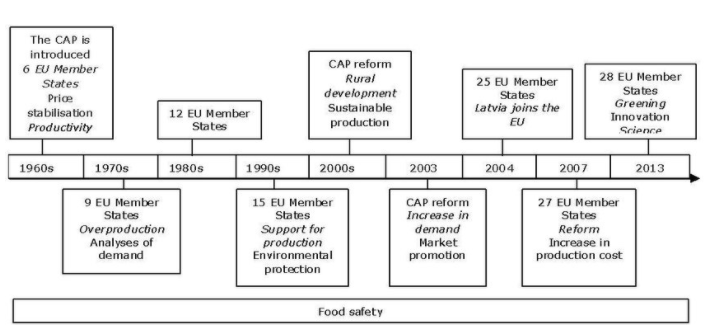 The CAP is
introduced
6 EU Member
States
Price
stabilisation
Productivity
12 EU Member
States
CAP reform
Rural
development
Sustainable
production
25 EU Member
States
Latvia joins the
EU
28 EU Member
States
Greening
Innovation
Science
1960s 1970s 1980s 1990s 2000s 2003 2004 2007 2013
9 EU Member
States
Overproduction
Analyses of
demand
15 EU Member
States
Support for
production
Environmental
protection
CAP reform
Increase in
demand
Market
promotion
27 EU Member
States
Reform
Increase in
production cost
Food safety